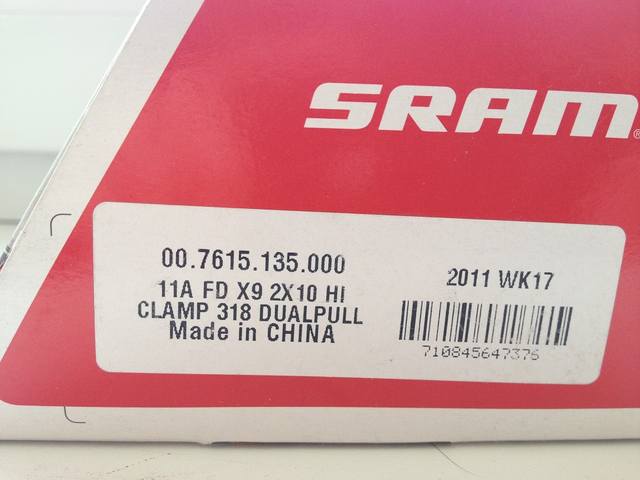 SRAM®
00.7615.135.000
11A FD X9 2X10 HI
CLAMP 318 DUALPULL
Made in CHINA
2011 WK17
710845647376